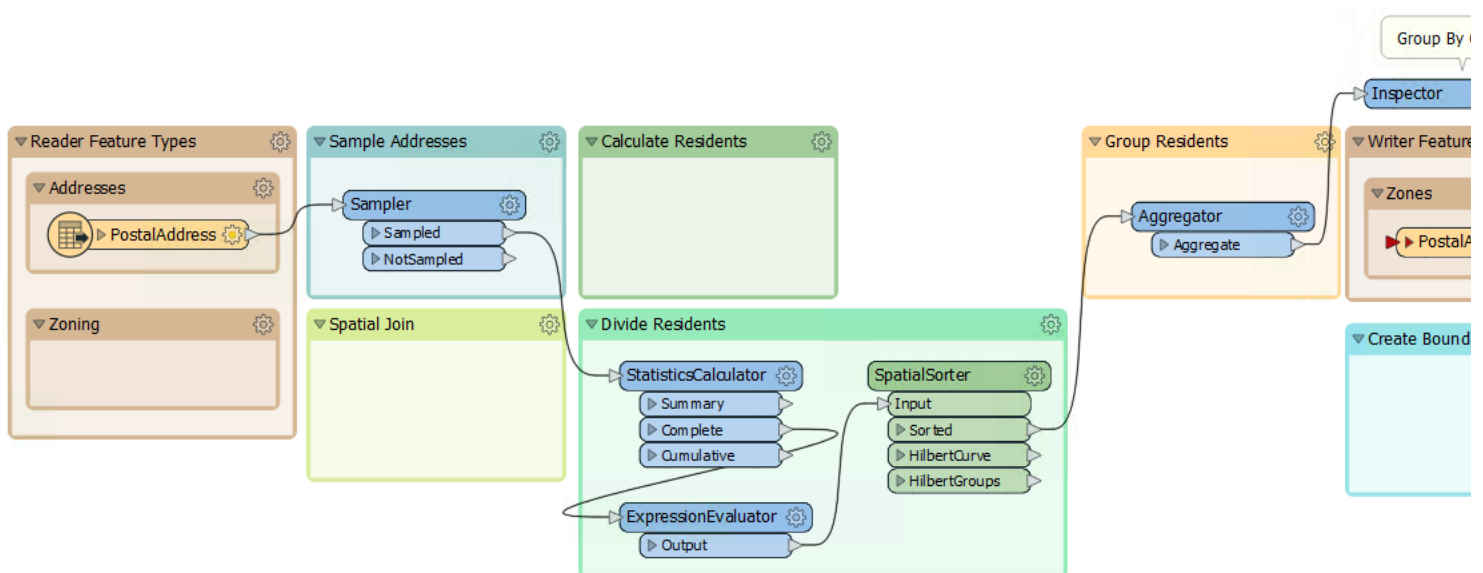 Group By
Inspector
Reader Feature Types
Sample Addresses
Calculate Residents
Group Residents
Writer Feature
Addresses
PostalAddress
Sampler
Sampled
NotSampled
Aggregator
Aggregate
Zones
PostalA
Zoning
Spatial Join
Divide Residents
Create Bound
StatisticsCalculator
Summary
Complete
Cumulative
SpatialSorter
Input
Sorted
HilbertCurve
HilbertGroups
ExpressionEvaluator
Output